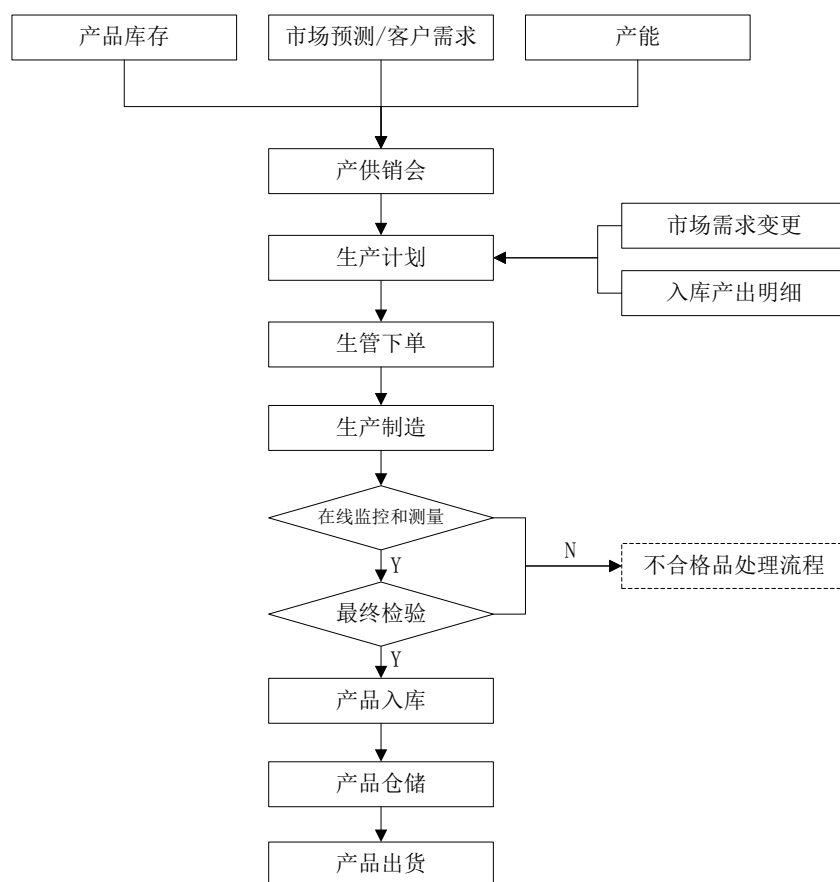 产品库存
市场预测/客户需求
产能
产供销会
市场需求变更
生产计划
入库产出明细
生管下单
生产制造
在线监控和测量
N
不合格品处理流程
Y
最终检验
Y
产品入库
产品仓储
产品出货